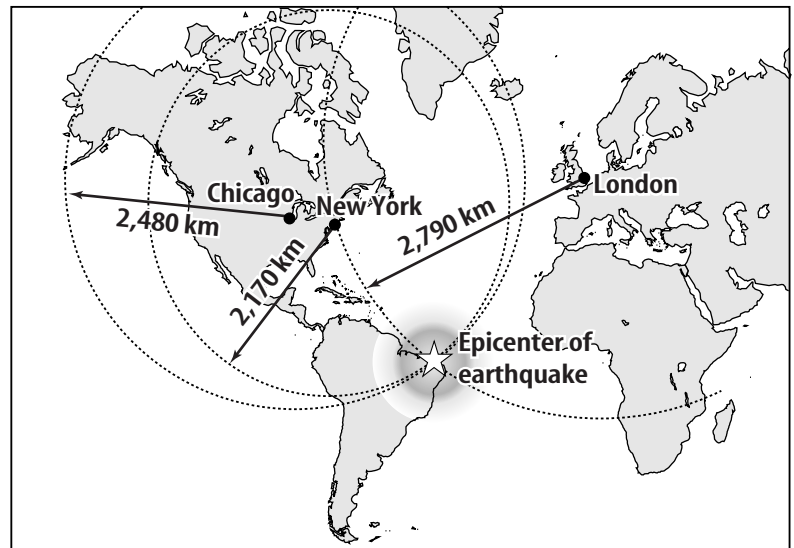 Chicago
New York
London
2,480 km
2,170 km
2,790 km
Epicenter of
earthquake